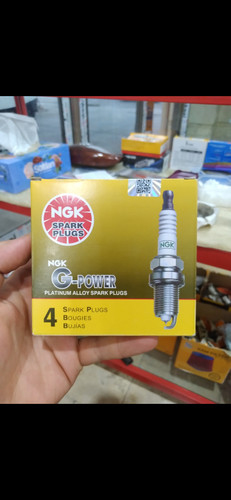 NGK
SPARK
PLUGS
NGK
G-POWER
PLATINUM ALLOY SPARK PLUGS
NGK
4
SPARK PLUGS
BOUGIES
BUJIAS